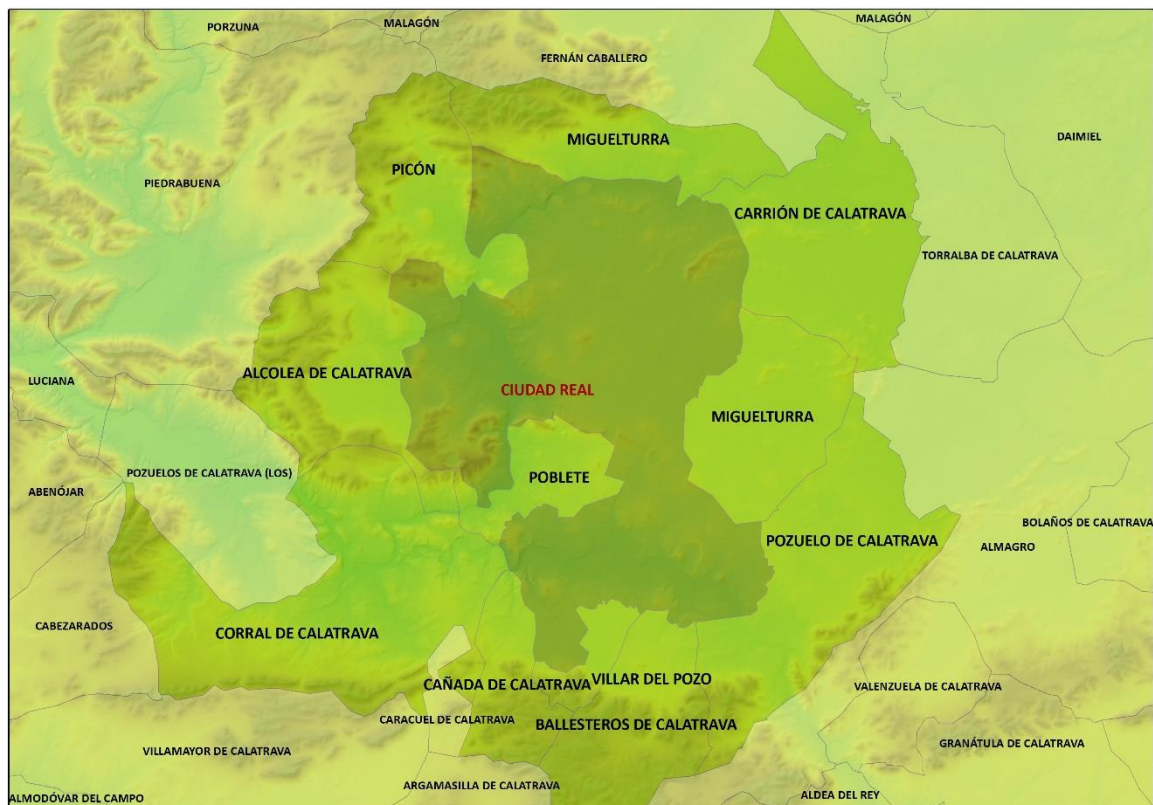 PORZUNA
MALAGÓN
MALAGÓN
FERNÁN CABALLERO
MIGUELTURRA
DAIMIEL
PICÓN
PIEDRABUENA
CARRIÓN DE CALATRAVA
TORRALBA DE CALATRAVA
LUCIANA
ALCOLEA DE CALATRAVA
CIUDAD REAL
MIGUELTURRA
POZUELOS DE CALATRAVA (LOS)
POBLETE
ABENÓJAR
BOLAÑOS DE CALATRAVA
POZUELO DE CALATRAVA
ALMAGRO
CABEZARADOS
CORRAL DE CALATRAVA
CAÑADA DE CALATRAVA
VILLAR DEL POZO
VALENZUELA DE CALATRAVA
CARACUEL DE CALATRAVA
BALLESTEROS DE CALATRAVA
VILLAMAYOR DE CALATRAVA
GRANÁTULA DE CALATRAVA
ARGAMASILLA DE CALATRAVA
ALDEA DEL REY
ALMODÓVAR DEL CAMPO